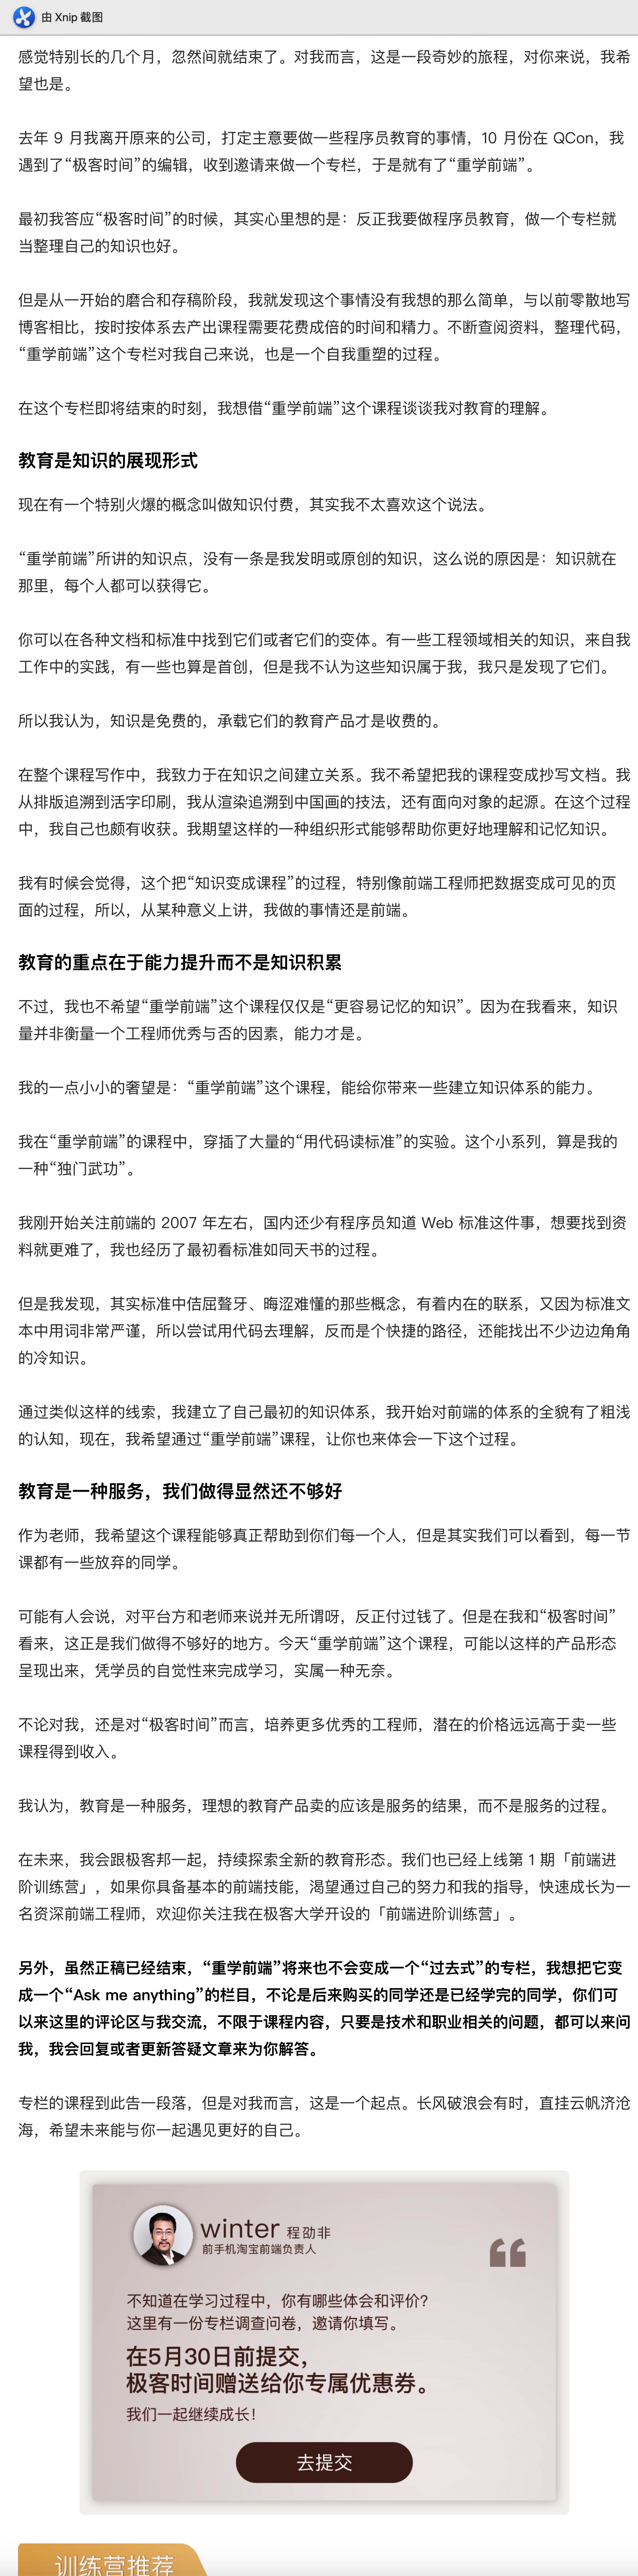 由 Xnip 截图
感觉特别长的几个月，忽然间就结束了。对我而言，这是一段奇妙的旅程，对你来说，我希
望也是。
去年 9 月我离开原来的公司，打定主意要做一些程序员教育的事情，10 月份在 QCon，我
遇到了“极客时间”的编辑，收到邀请来做一个专栏，于是就有了“重学前端”。
最初我答应“极客时间”的时候，其实心里想的是：反正我要做程序员教育，做一个专栏就
当整理自己的知识也好。
但是从一开始的磨合和存稿阶段，我就发现这个事情没有我想的那么简单，与以前零散地写
博客相比，按时按体系去产出课程需要花费成倍的时间和精力。不断查阅资料，整理代码，
“重学前端”这个专栏对我自己来说，也是一个自我重塑的过程。
在这个专栏即将结束的时刻，我想借“重学前端”这个课程谈谈我对教育的理解。
教育是知识的展现形式
现在有一个特别火爆的概念叫做知识付费，其实我不太喜欢这个说法。
“重学前端”所讲的知识点，没有一条是我发明或原创的知识，这么说的原因是：知识就在
那里，每个人都可以获得它。
你可以在各种文档和标准中找到它们或者它们的变体。有一些工程领域相关的知识，来自我
工作中的实践，有一些也算是首创，但是我不认为这些知识属于我，我只是发现了它们。
所以我认为，知识是免费的，承载它们的教育产品才是收费的。
在整个课程写作中，我致力于在知识之间建立关系。我不希望把我的课程变成抄写文档。我
从排版追溯到活字印刷，我从渲染追溯到中国画的技法，还有面向对象的起源。在这个过程
中，我自己也颇有收获。我期望这样的一种组织形式能够帮助你更好地理解和记忆知识。
我有时候会觉得，这个把“知识变成课程”的过程，特别像前端工程师把数据变成可见的页
面的过程，所以，从某种意义上讲，我做的事情还是前端。
教育的重点在于能力提升而不是知识积累
不过，我也不希望“重学前端”这个课程仅仅是“更容易记忆的知识”。因为在我看来，知识
量并非衡量一个工程师优秀与否的因素，能力才是。
我的一点小小的奢望是：“重学前端”这个课程，能给你带来一些建立知识体系的能力。
我在“重学前端”的课程中，穿插了大量的“用代码读标准”的实验。这个小系列，算是我的
一种“独门武功”。
我刚开始关注前端的 2007 年左右，国内还少有程序员知道 Web 标准这件事，想要找到资
料就更难了，我也经历了最初看标准如同天书的过程。
但是我发现，其实标准中佶屈聱牙、晦涩难懂的那些概念，有着内在的联系，又因为标准文
本中用词非常严谨，所以尝试用代码去理解，反而是个快捷的路径，还能找出不少边边角角
的冷知识。
通过类似这样的线索，我建立了自己最初的知识体系，我开始对前端的体系的全貌有了粗浅
的认知，现在，我希望通过“重学前端”课程，让你也来体会一下这个过程。
教育是一种服务，我们做得显然还不够好
作为老师，我希望这个课程能够真正帮助到你们每一个人，但是其实我们可以看到，每一节
课都有一些放弃的同学。
可能有人会说，对平台方和老师来说并无所谓呀，反正付过钱了。但是在我和“极客时间”
看来，这正是我们做得不够好的地方。今天“重学前端”这个课程，可能以这样的产品形态
呈现出来，凭学员的自觉性来完成学习，实属一种无奈。
不论对我，还是对“极客时间”而言，培养更多优秀的工程师，潜在的价格远远高于卖一些
课程得到收入。
我认为，教育是一种服务，理想的教育产品卖的应该是服务的结果，而不是服务的过程。
在未来，我会跟极客邦一起，持续探索全新的教育形态。我们也已经上线第 1 期「前端进
阶训练营」，如果你具备基本的前端技能，渴望通过自己的努力和我的指导，快速成长为一
名资深前端工程师，欢迎你关注我在极客大学开设的「前端进阶训练营」。
另外，虽然正稿已经结束，“重学前端”将来也不会变成一个“过去式”的专栏，我想把它变
成一个“Ask me anything”的栏目，不论是后来购买的同学还是已经学完的同学，你们可
以来这里的评论区与我交流，不限于课程内容，只要是技术和职业相关的问题，都可以来问
我，我会回复或者更新答疑文章来为你解答。
专栏的课程到此告一段落，但是对我而言，这是一个起点。长风破浪会有时，直挂云帆济沧
海，希望未来能与你一起遇见更好的自己。
winter 程劭非
前手机淘宝前端负责人
不知道在学习过程中，你有哪些体会和评价？
这里有一份专栏调查问卷，邀请你填写。
在5月30日前提交，
极客时间赠送给你专属优惠券。
我们一起继续成长！
去提交
训练营推荐